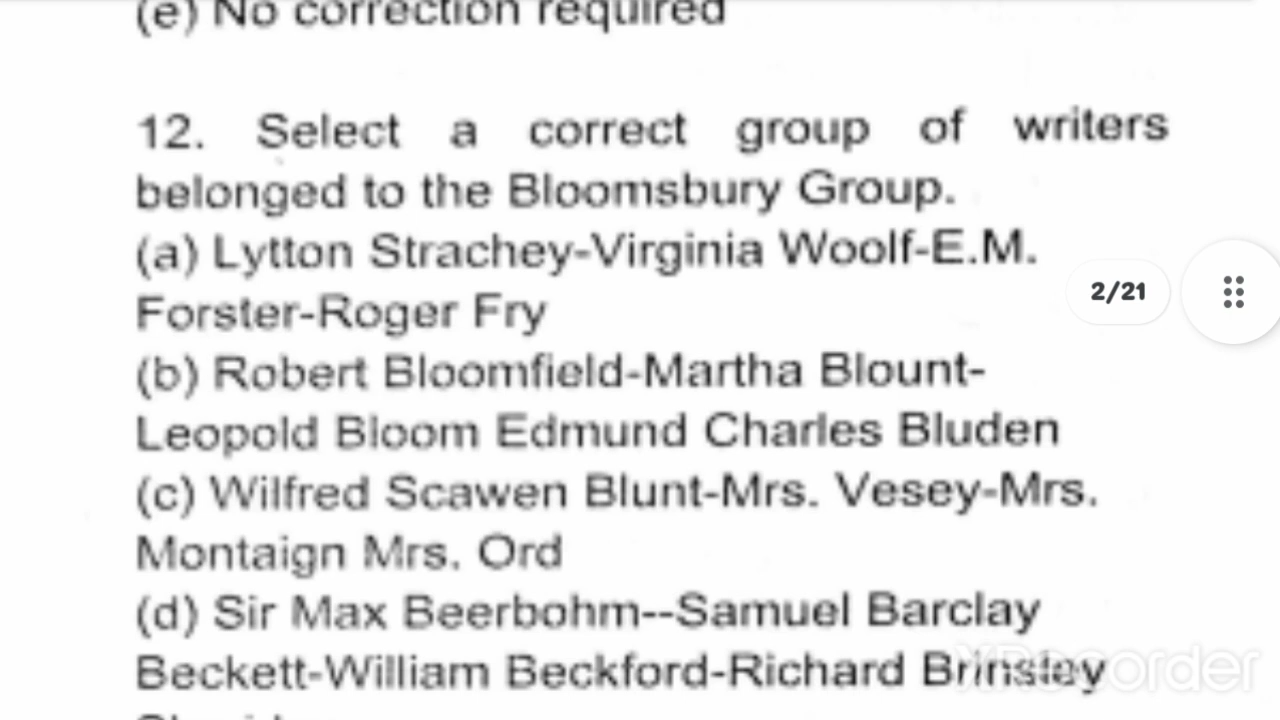 (e) No correction required
12. Select a correct group of writers
belonged to the Bloomsbury Group.
(a) Lytton Strachey-Virginia Woolf-E.M.
Forster-Roger Fry
2/21
(b) Robert Bloomfield-Martha Blount-
Leopold Bloom Edmund Charles Bluden
(c) Wilfred Scawen Blunt-Mrs. Vesey-Mrs.
Montaign Mrs. Ord
(d) Sir Max Beerbohm--Samuel Barclay
Beckett-William Beckford-Richard Brinsley
XRecorder